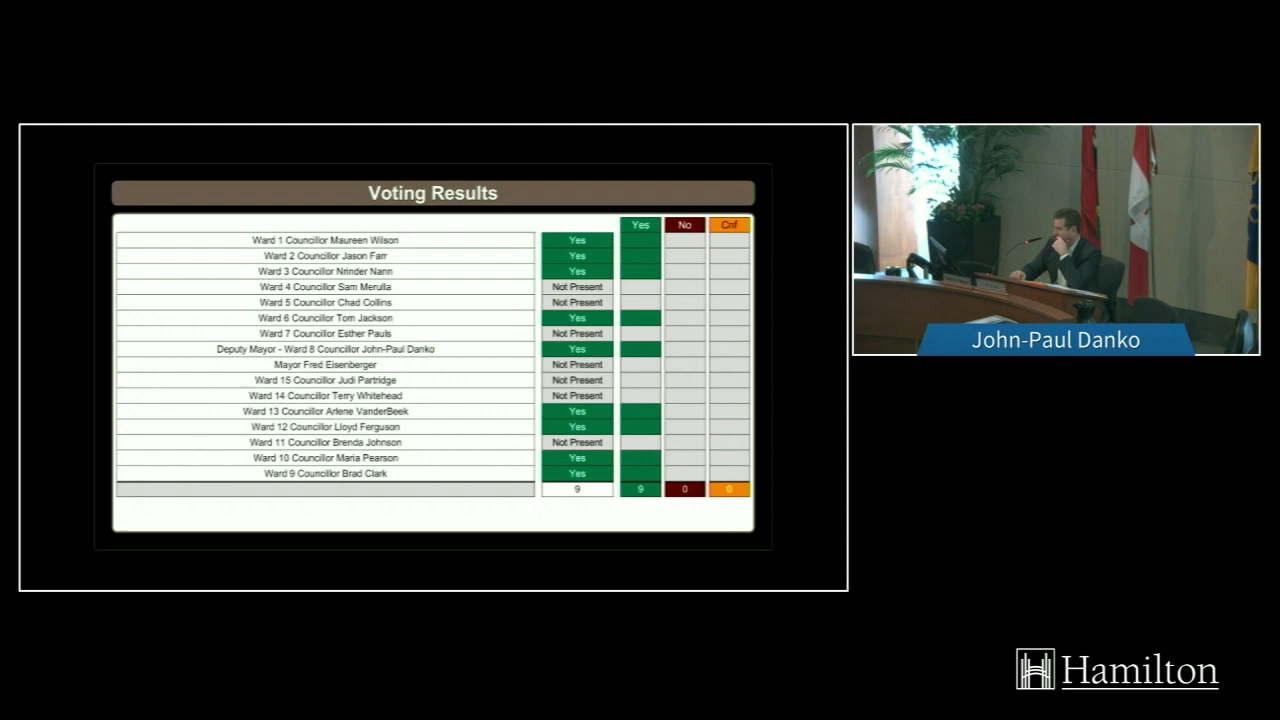 Voting Results
Yes No Cnf
Ward 1 Councillor Maureen Wilson Yes
Ward 2 Councillor Jason Farr Yes
Ward 3 Councillor Nrinder Nann Yes
Ward 4 Councillor Sam Merulla Not Present
Ward 5 Councillor Chad Collins Not Present
Ward 6 Councillor Tom Jackson Yes
Ward 7 Councillor Esther Pauls Not Present
Deputy Mayor - Ward 8 Councillor John-Paul Danko Yes
Mayor Fred Eisenberger Not Present
Ward 15 Councillor Judi Partridge Not Present
Ward 14 Councillor Terry Whitehead Not Present
Ward 13 Councillor Arlene VanderBeek Yes
Ward 12 Councillor Lloyd Ferguson Yes
Ward 11 Councillor Brenda Johnson Not Present
Ward 10 Councillor Maria Pearson Yes
Ward 9 Councillor Brad Clark Yes
9 9 0 0
John-Paul Danko
Hamilton